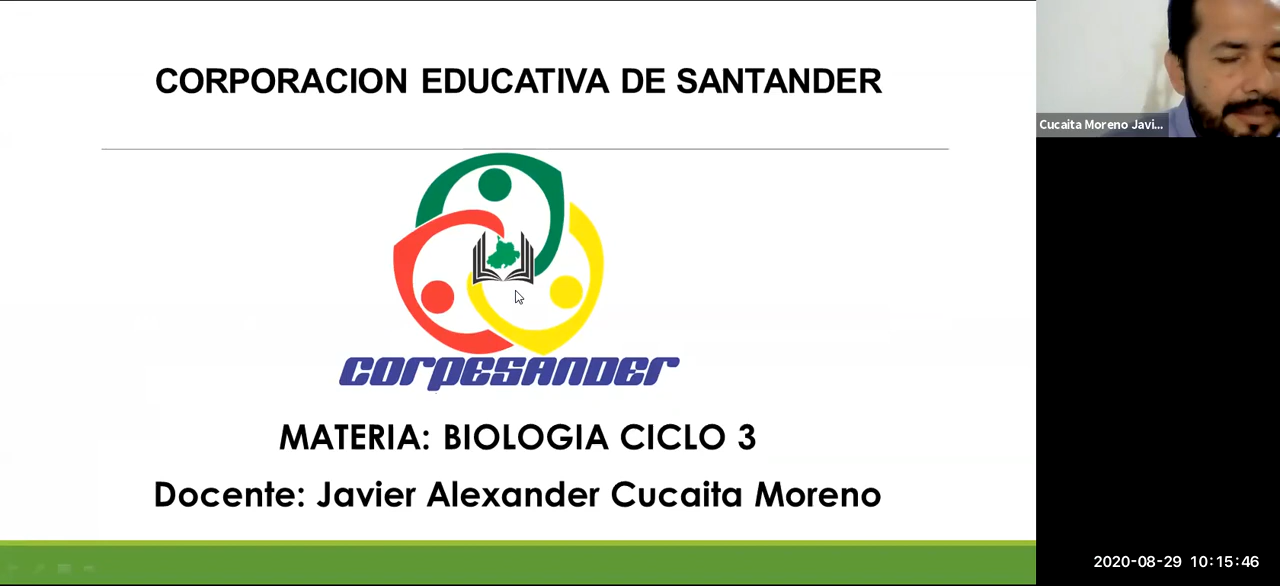 CORPORACION EDUCATIVA DE SANTANDER
Cucaita Moreno Javi...
CORPESANDER
MATERIA: BIOLOGIA CICLO 3
Docente: Javier Alexander Cucaita Moreno
2020-08-29 10:15:46